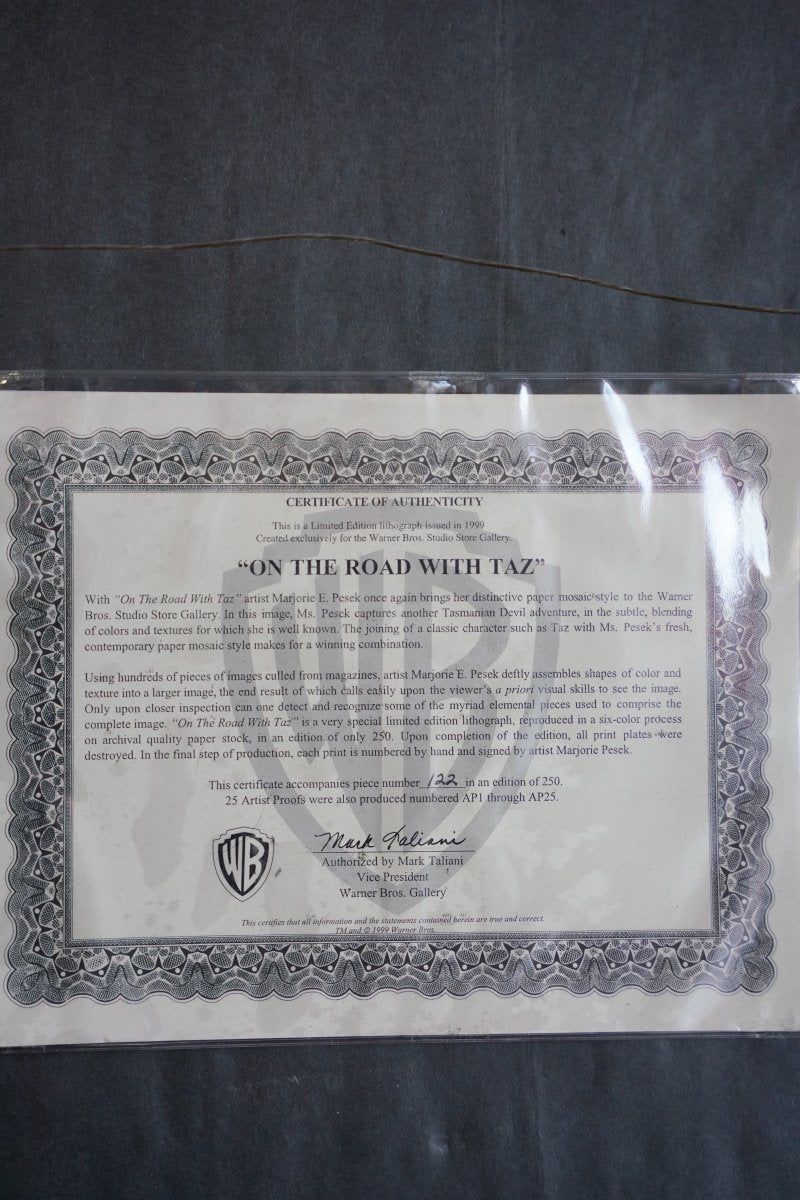 CERTIFICATE OF AUTHENTICITY
This is a Limited Edition lithograph issued in 1999
Created exclusively for the Warner Bros. Studio Store Gallery.
“ON THE ROAD WITH TAZ”
With “On The Road With Taz” artist Marjorie E. Pesek once again brings her distinctive paper mosaic style to the Warner
Bros. Studio Store Gallery. In this image, Ms. Pesek captures another Tasmanian Devil adventure, in the subtle, blending
of colors and textures for which she is well known. The joining of a classic character such as Taz with Ms. Pesek’s fresh,
contemporary paper mosaic style makes for a winning combination.
Using hundreds of pieces of images culled from magazines, artist Marjorie E. Pesek deftly assembles shapes of color and
texture into a larger image, the end result of which calls easily upon the viewer’s a priori visual skills to see the image.
Only upon closer inspection can one detect and recognize some of the myriad elemental pieces used to comprise the
complete image. “On The Road With Taz” is a very special limited edition lithograph, reproduced in a six-color process
on archival quality paper stock, in an edition of only 250. Upon completion of the edition, all print plates were
destroyed. In the final step of production, each print is numbered by hand and signed by artist Marjorie Pesek.
This certificate accompanies piece number 122 in an edition of 250.
25 Artist Proofs were also produced numbered AP1 through AP25.
Mark Taliani
WB
Authorized by Mark Taliani
Vice President
Warner Bros. Gallery
This certifies that all information and the statements contained herein are true and correct.
TM and © 1999 Warner Bros.